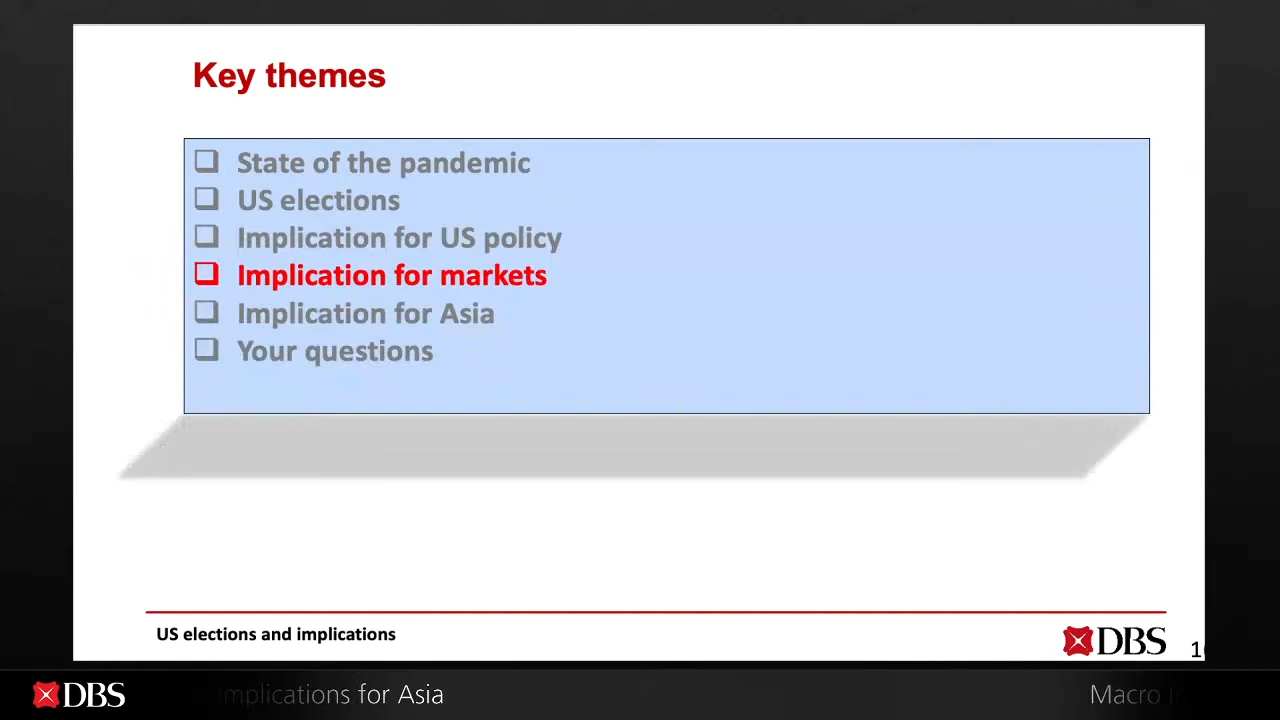 Key themes
State of the pandemic
US elections
Implication for US policy
Implication for markets
Implication for Asia
Your questions
US elections and implications
DBS
DBS
implications for Asia
Macro